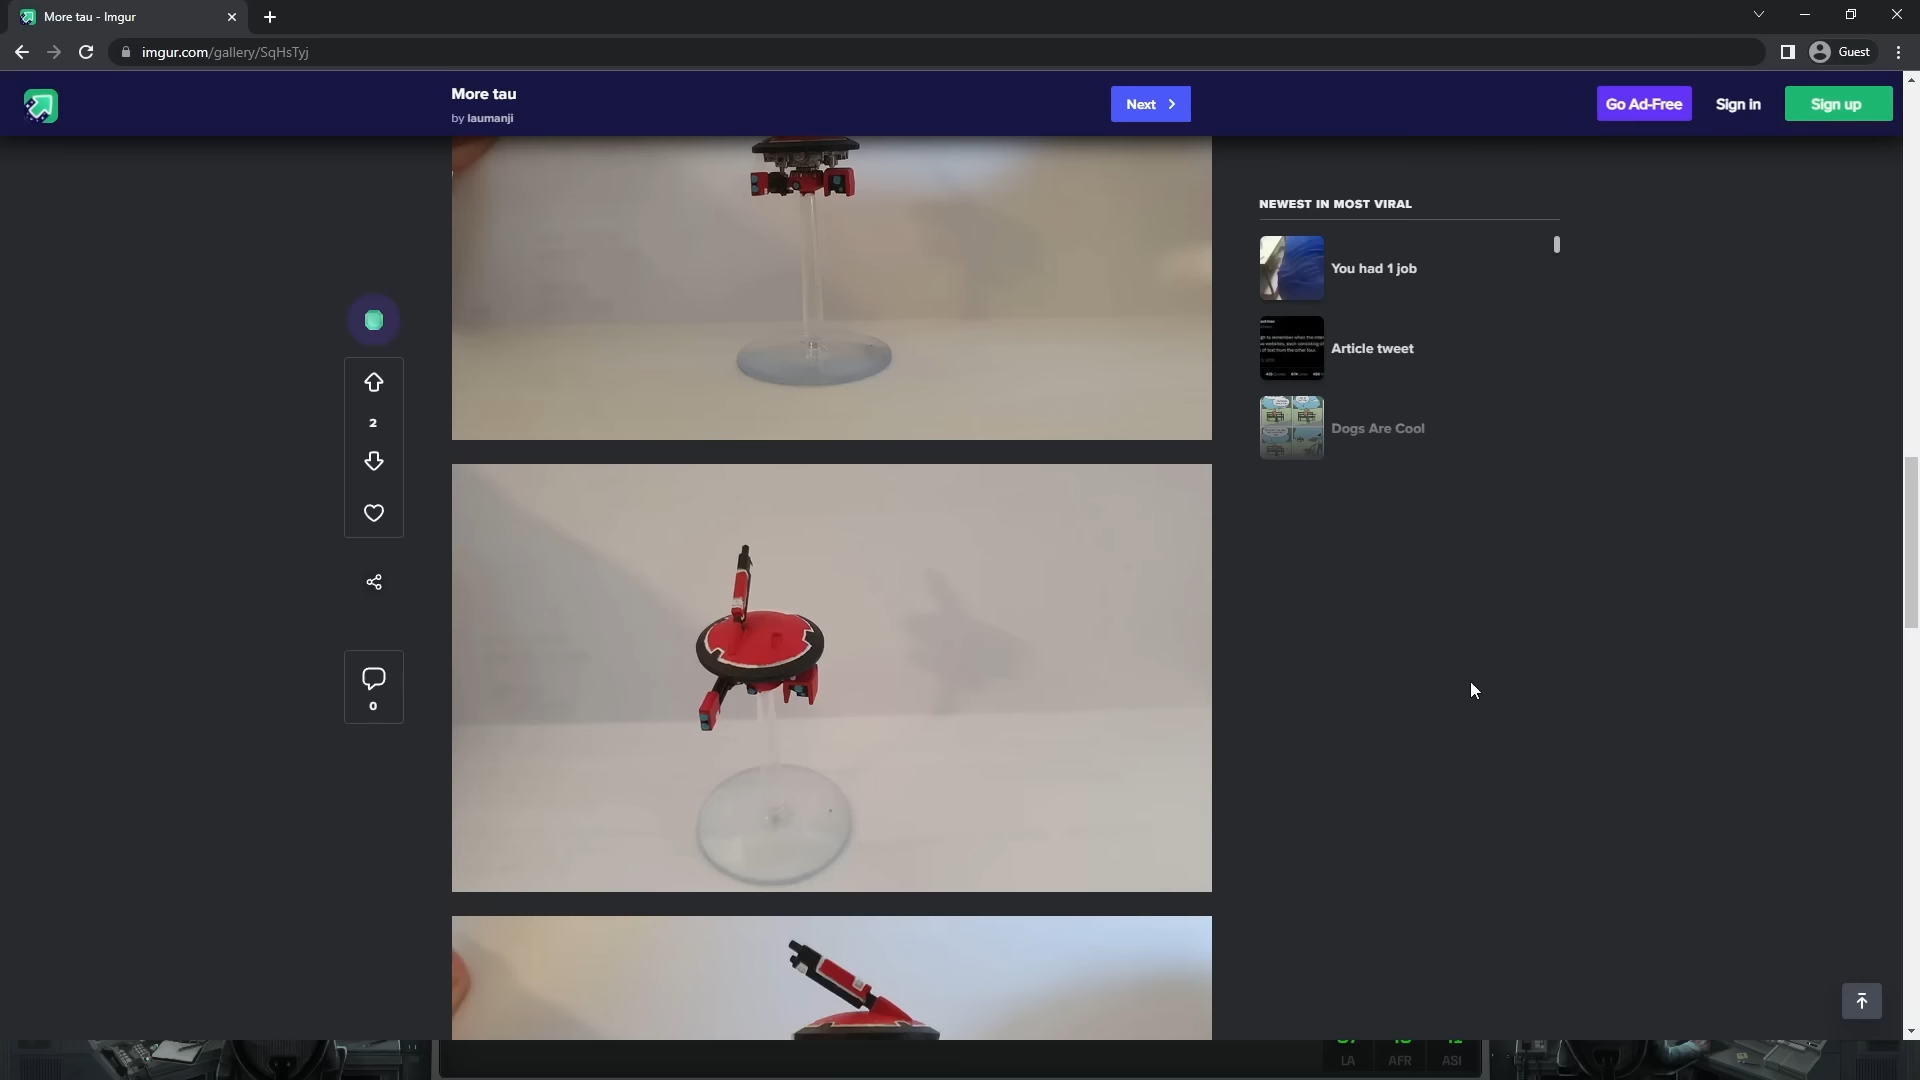 More tau - Imgur
imgur.com/gallery/SqHsTyj
Guest
More tau
by laumanji
Next
Go Ad-Free
Sign in
Sign up
NEWEST IN MOST VIRAL
You had 1 job
Article tweet
Dogs Are Cool
2
0
LA AFR ASI